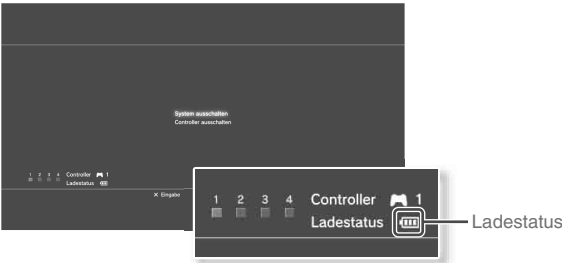 System ausschalten
Controller ausschalten
1 2 3 4 Controller 1
Ladestatus
X Eingabe
1 2 3 4 Controller 1
Ladestatus
Ladestatus